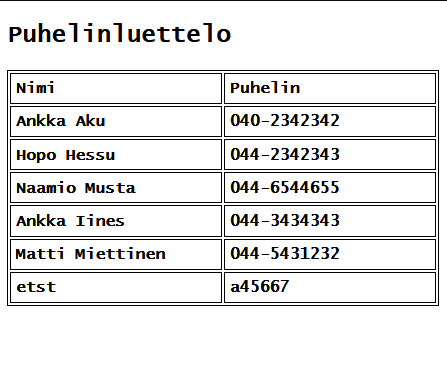 Puhelinluettelo
Nimi Puhelin
Ankka Aku 040-2342342
Hopo Hessu 044-2342343
Naamio Musta 044-6544655
Ankka Iines 044-3434343
Matti Miettinen 044-5431232
etst a45667